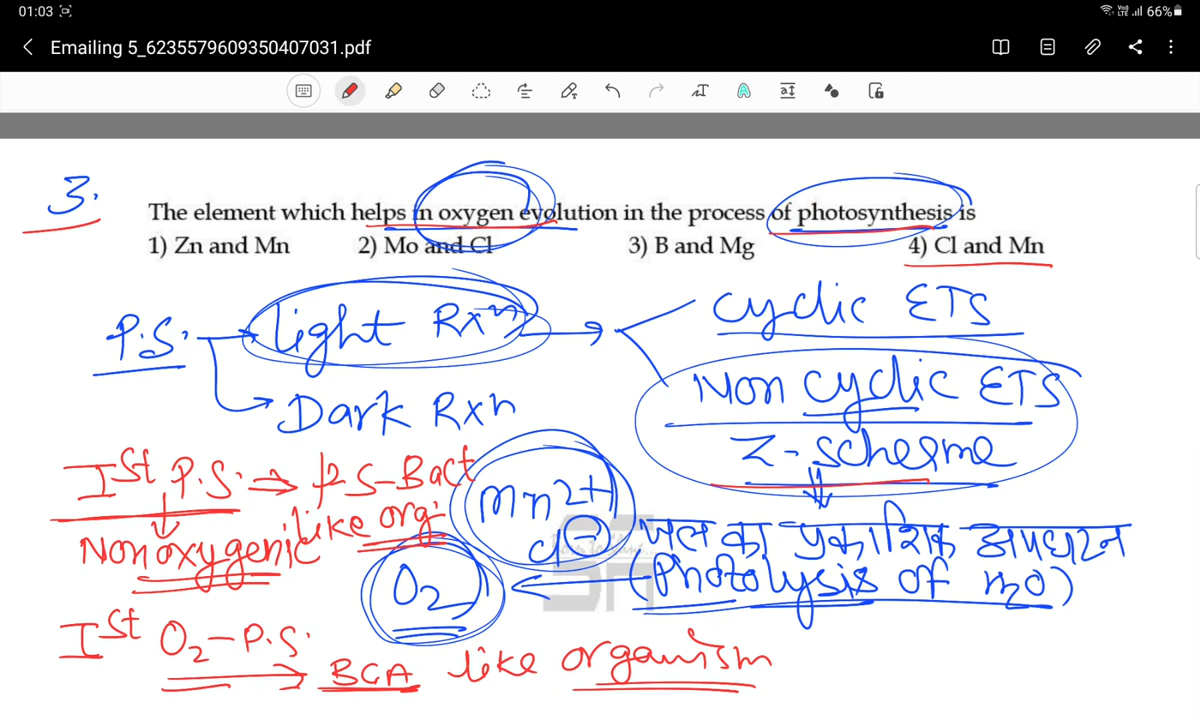 01:03 66%
Emailing 5_6235579609350407031.pdf
3.
The element which helps in oxygen evolution in the process of photosynthesis is
1) Zn and Mn 2) Mo and Cl 3) B and Mg 4) Cl and Mn
P.S. → light Rxⁿ → cyclic ETS
Non cyclic ETS
Z-scheme
→ Dark Rxn
Ist P.S. → PS-Bact
like org.
Non oxygenic
Mn2+
Cl⊖
जल का प्रकाशिक अपघटन
(Photolysis of H2O)
O2
Ist O2-P.S.
→ BGA like organism